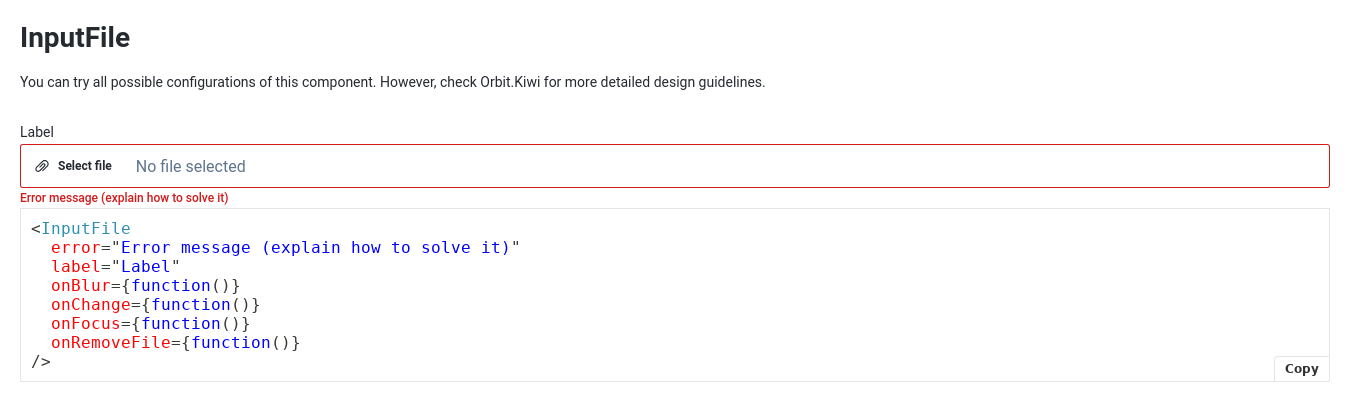 InputFile
You can try all possible configurations of this component. However, check Orbit.Kiwi for more detailed design guidelines.
Label
Select file No file selected
Error message (explain how to solve it)
<InputFile
  error="Error message (explain how to solve it)"
  label="Label"
  onBlur={function()}
  onChange={function()}
  onFocus={function()}
  onRemoveFile={function()}
/>
Copy